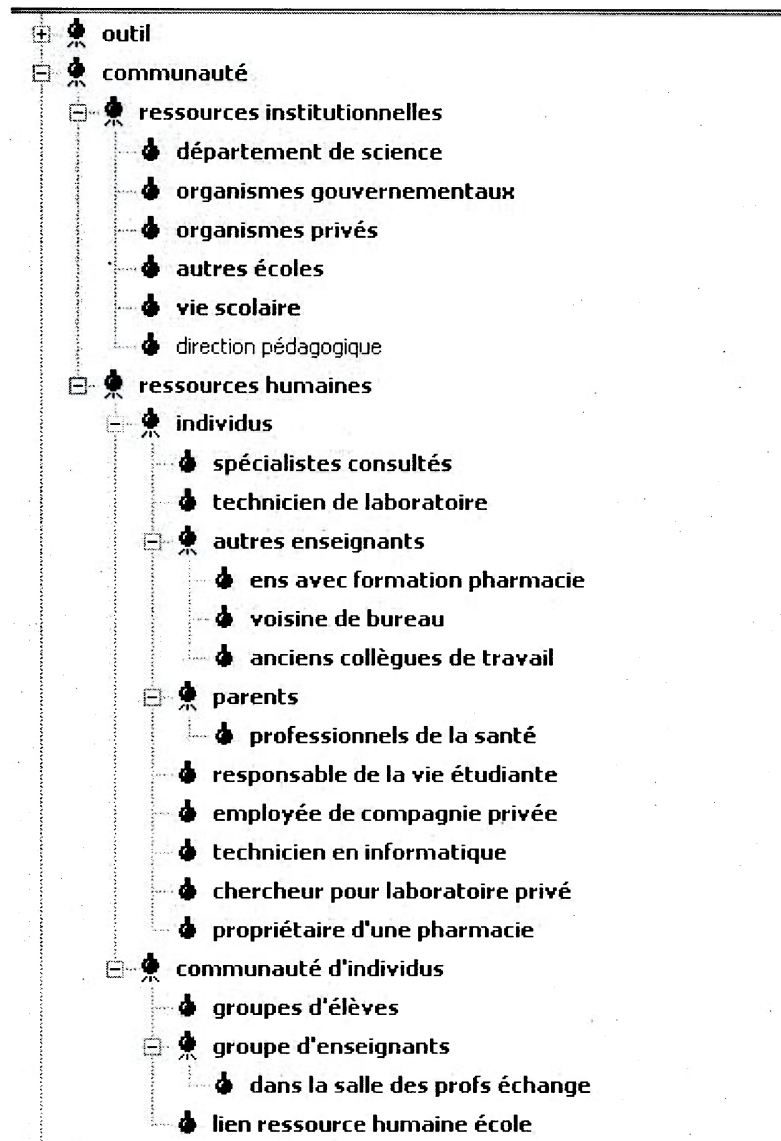 outil
communauté
ressources institutionnelles
département de science
organismes gouvernementaux
organismes privés
autres écoles
vie scolaire
direction pédagogique
ressources humaines
individus
spécialistes consultés
technicien de laboratoire
autres enseignants
ens avec formation pharmacie
voisine de bureau
anciens collègues de travail
parents
professionnels de la santé
responsable de la vie étudiante
employée de compagnie privée
technicien en informatique
chercheur pour laboratoire privé
propriétaire d'une pharmacie
communauté d'individus
groupes d'élèves
groupe d'enseignants
dans la salle des profs échange
lien ressource humaine école